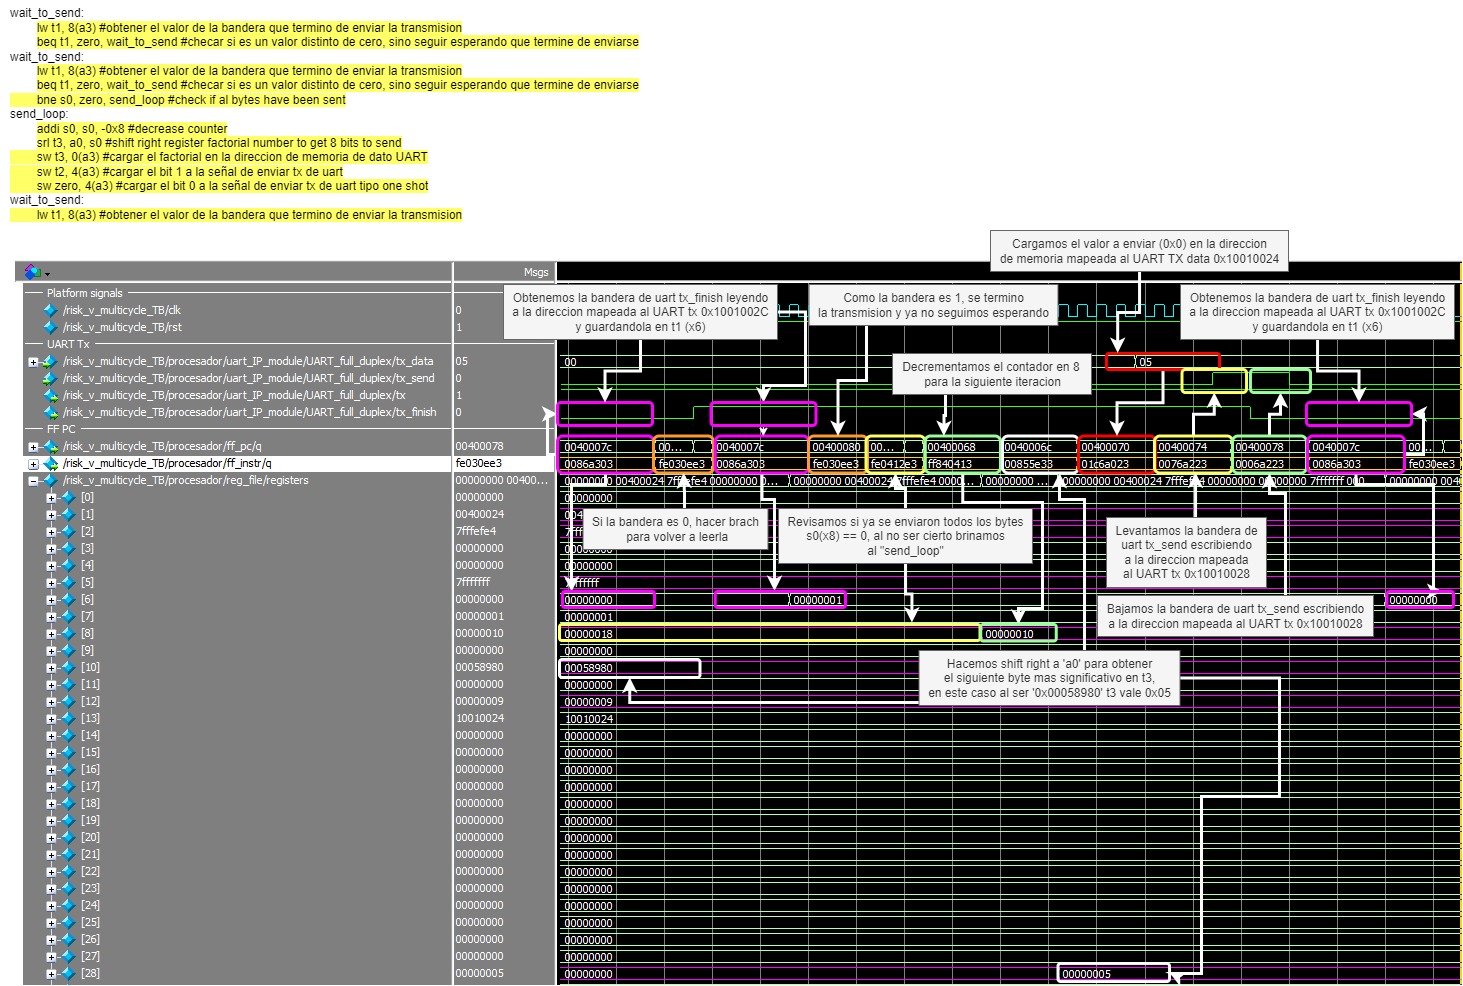 wait_to_send:
lw t1, 8(a3) #obtener el valor de la bandera que termino de enviar la transmision
beq t1, zero, wait_to_send #checar si es un valor distinto de cero, sino seguir esperando que termine de enviarse
wait_to_send:
lw t1, 8(a3) #obtener el valor de la bandera que termino de enviar la transmision
beq t1, zero, wait_to_send #checar si es un valor distinto de cero, sino seguir esperando que termine de enviarse
bne s0, zero, send_loop #check if al bytes have been sent
send_loop:
addi s0, s0, -0x8 #decrease counter
srl t3, a0, s0 #shift right register factorial number to get 8 bits to send
sw t3, 0(a3) #cargar el factorial en la direccion de memoria de dato UART
sw t2, 4(a3) #cargar el bit 1 a la señal de enviar tx de uart
sw zero, 4(a3) #cargar el bit 0 a la señal de enviar tx de uart tipo one shot
wait_to_send:
lw t1, 8(a3) #obtener el valor de la bandera que termino de enviar la transmision
Cargamos el valor a enviar (0x0) en la direccion
de memoria mapeada al UART TX data 0x10010024
Msgs
Platform signals
Obtenemos la bandera de uart tx_finish leyendo
a la direccion mapeada al UART tx 0x1001002C
y guardandola en t1 (x6)
Como la bandera es 1, se termino
la transmision y ya no seguimos esperando
Obtenemos la bandera de uart tx_finish leyendo
a la direccion mapeada al UART tx 0x1001002C
y guardandola en t1 (x6)
/risk_v_multicycle_TB/clk 0
/risk_v_multicycle_TB/rst 1
UART Tx
/risk_v_multicycle_TB/procesador/uart_IP_module/UART_full_duplex/tx_data 05 00 05
/risk_v_multicycle_TB/procesador/uart_IP_module/UART_full_duplex/tx_send 0
/risk_v_multicycle_TB/procesador/uart_IP_module/UART_full_duplex/tx 1
/risk_v_multicycle_TB/procesador/uart_IP_module/UART_full_duplex/tx_finish 0
Decrementamos el contador en 8
para la siguiente iteracion
FF PC
/risk_v_multicycle_TB/procesador/ff_pc/q 00400078 0040007c 00... 0040007c 00400080 00... 00400068 0040006c 00400070 00400074 00400078 0040007c 00...
/risk_v_multicycle_TB/procesador/ff_instr/q fe030ee3 0086a303 fe030ee3 0086a303 fe030ee3 fe0412e3 ff840413 00855e33 01c6a023 0076a223 0006a223 0086a303 fe030ee3
/risk_v_multicycle_TB/procesador/reg_file/registers 00000000 00400...
[0] 00000000 00000000
[1] 00400024
[2] 7fffefe4
[3] 00000000
[4] 00000000 00000000
[5] 7fffffff
Si la bandera es 0, hacer brach
para volver a leerla
Revisamos si ya se enviaron todos los bytes
s0(x8) == 0, al no ser cierto brinamos
al "send_loop"
Levantamos la bandera de
uart tx_send escribiendo
a la direccion mapeada
al UART tx 0x10010028
[6] 00000000 00000000 00000001 00000000
[7] 00000001 00000001
[8] 00000010 00000018 00000010
Bajamos la bandera de uart tx_send escribiendo
a la direccion mapeada al UART tx 0x10010028
[9] 00000000 00000000
[10] 00058980 00058980
[11] 00000000 00000000
[12] 00000009 00000009
Hacemos shift right a 'a0' para obtener
el siguiente byte mas significativo en t3,
en este caso al ser '0x00058980' t3 vale 0x05
[13] 10010024 10010024
[14] 00000000 00000000
[15] 00000000 00000000
[16] 00000000 00000000
[17] 00000000 00000000
[18] 00000000 00000000
[19] 00000000 00000000
[20] 00000000 00000000
[21] 00000000 00000000
[22] 00000000 00000000
[23] 00000000 00000000
[24] 00000000 00000000
[25] 00000000 00000000
[26] 00000000 00000000
[27] 00000000 00000000
[28] 00000005 00000000 00000005